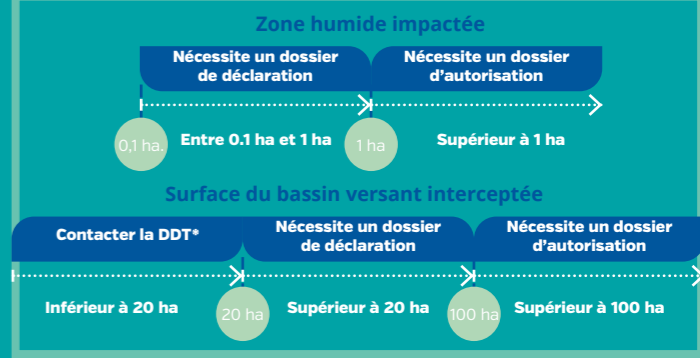 Zone humide impactée
Nécessite un dossier
de déclaration
Nécessite un dossier
d'autorisation
0,1 ha.
Entre 0.1 ha et 1 ha
1 ha
Supérieur à 1 ha
Surface du bassin versant interceptée
Contacter la DDT*
Nécessite un dossier
de déclaration
Nécessite un dossier
d'autorisation
Inférieur à 20 ha
20 ha
Supérieur à 20 ha
100 ha
Supérieur à 100 ha